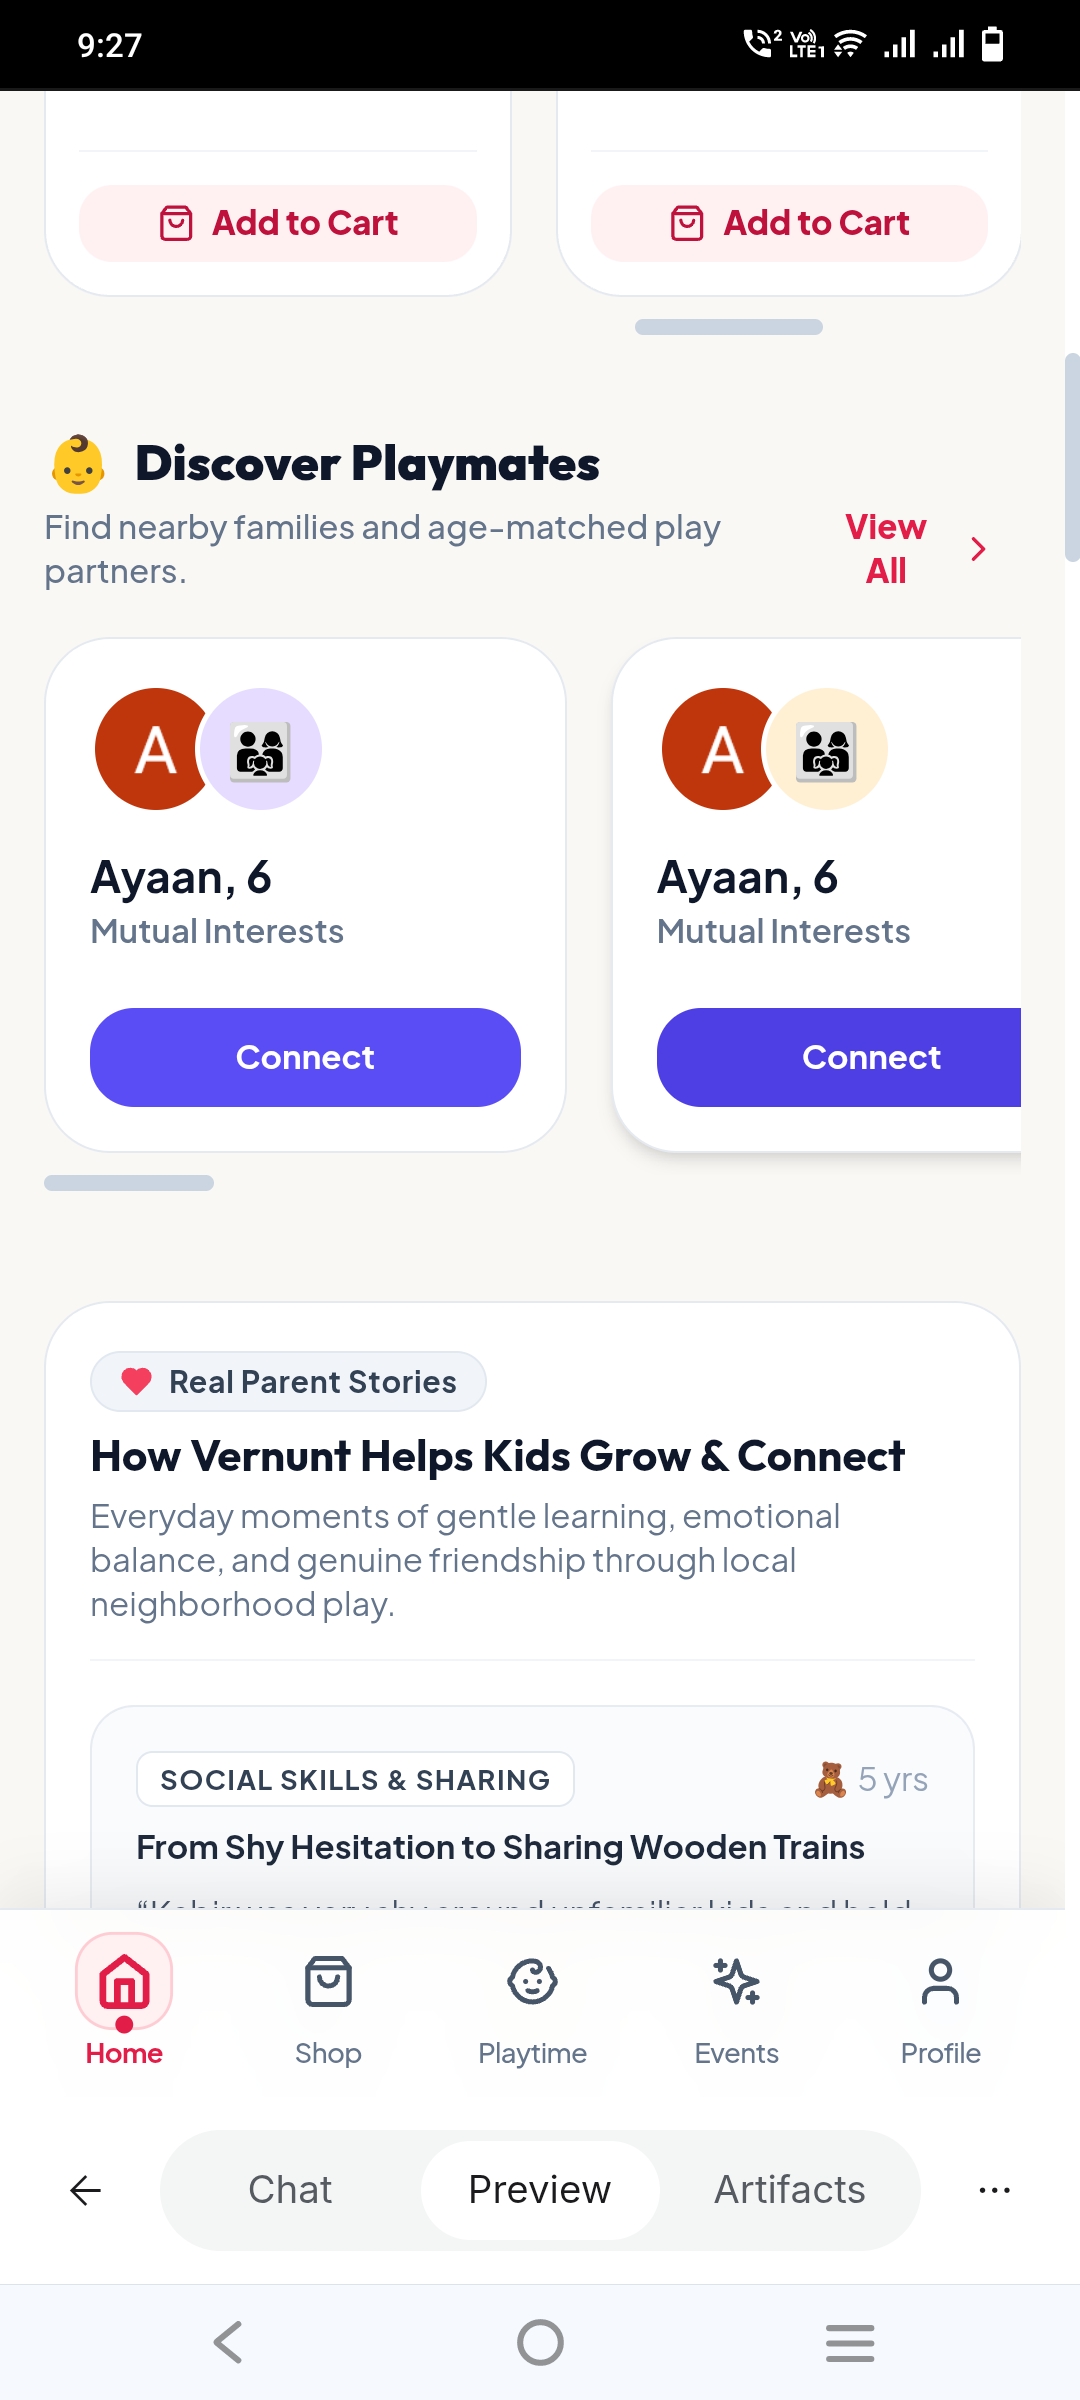 9:27
2
Vo))
LTE1
Add to Cart
Add to Cart
Discover Playmates
Find nearby families and age-matched play
partners.
View
All
A
A
Ayaan, 6
Mutual Interests
Ayaan, 6
Mutual Interests
Connect
Connect
Real Parent Stories
How Vernunt Helps Kids Grow & Connect
Everyday moments of gentle learning, emotional
balance, and genuine friendship through local
neighborhood play.
SOCIAL SKILLS & SHARING
5 yrs
From Shy Hesitation to Sharing Wooden Trains
Home
Shop
Playtime
Events
Profile
Chat
Preview
Artifacts